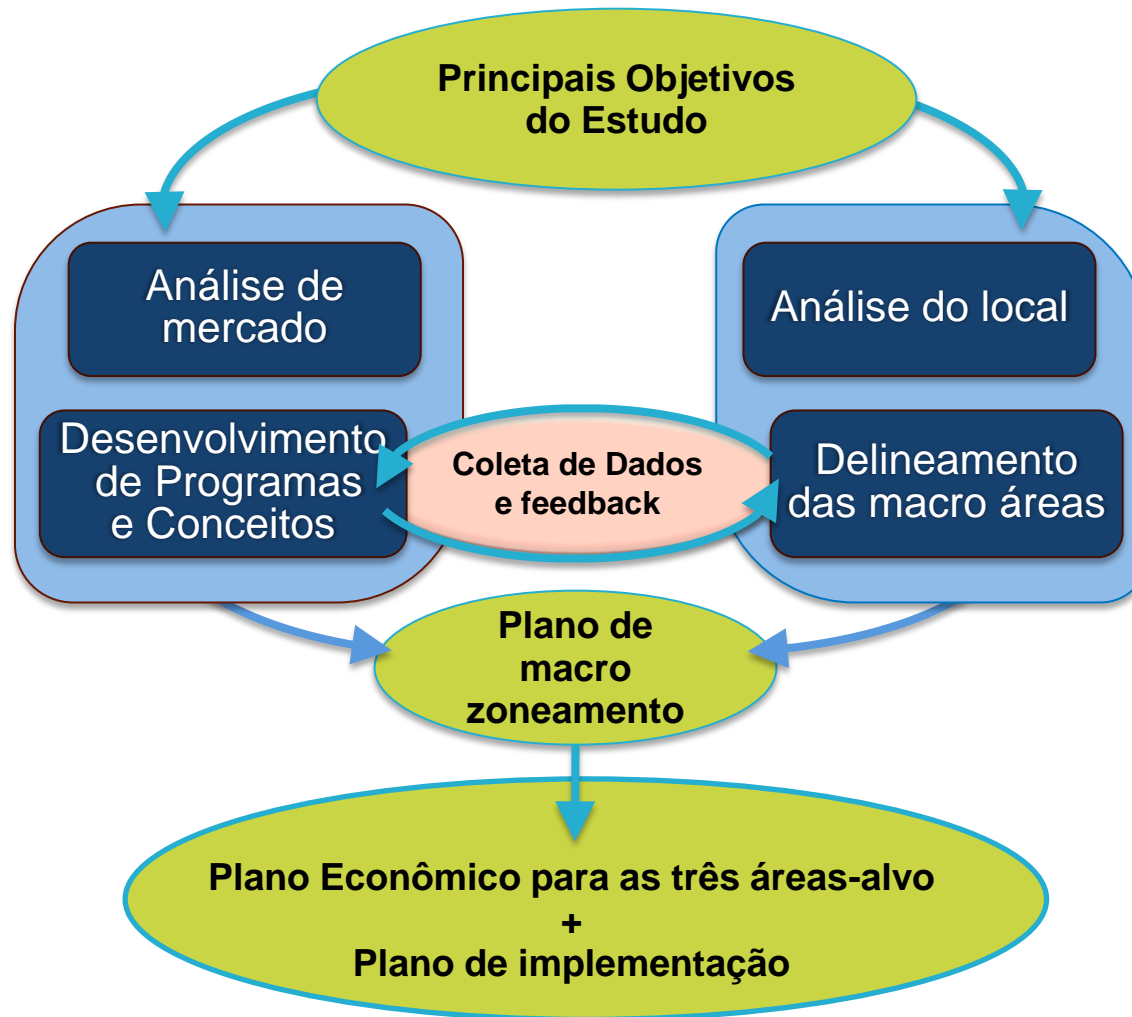 Principais Objetivos
do Estudo
Análise de
mercado
Análise do local
Desenvolvimento
de Programas
e Conceitos
Coleta de Dados
e feedback
Delineamento
das macro áreas
Plano de
macro
zoneamento
Plano Econômico para as três áreas-alvo
+
Plano de implementação